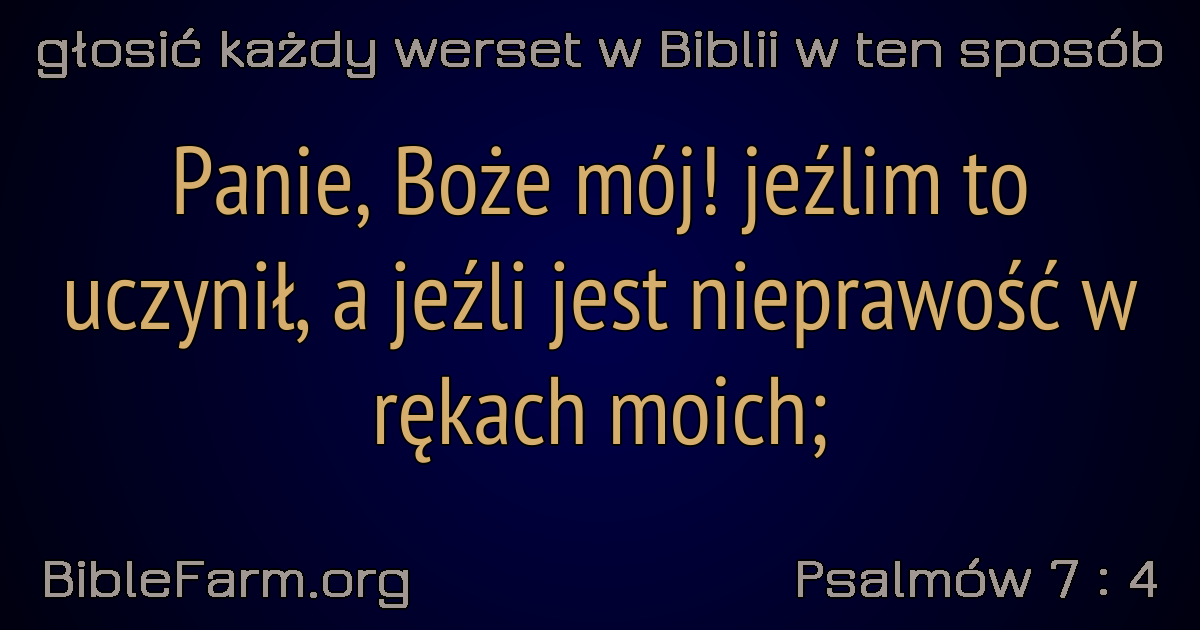 głosić każdy werset w Biblii w ten sposób
Panie, Boże mój! jeźlim to
uczynił, a jeźli jest nieprawość w
rękach moich;
BibleFarm.org
Psalmów 7 : 4